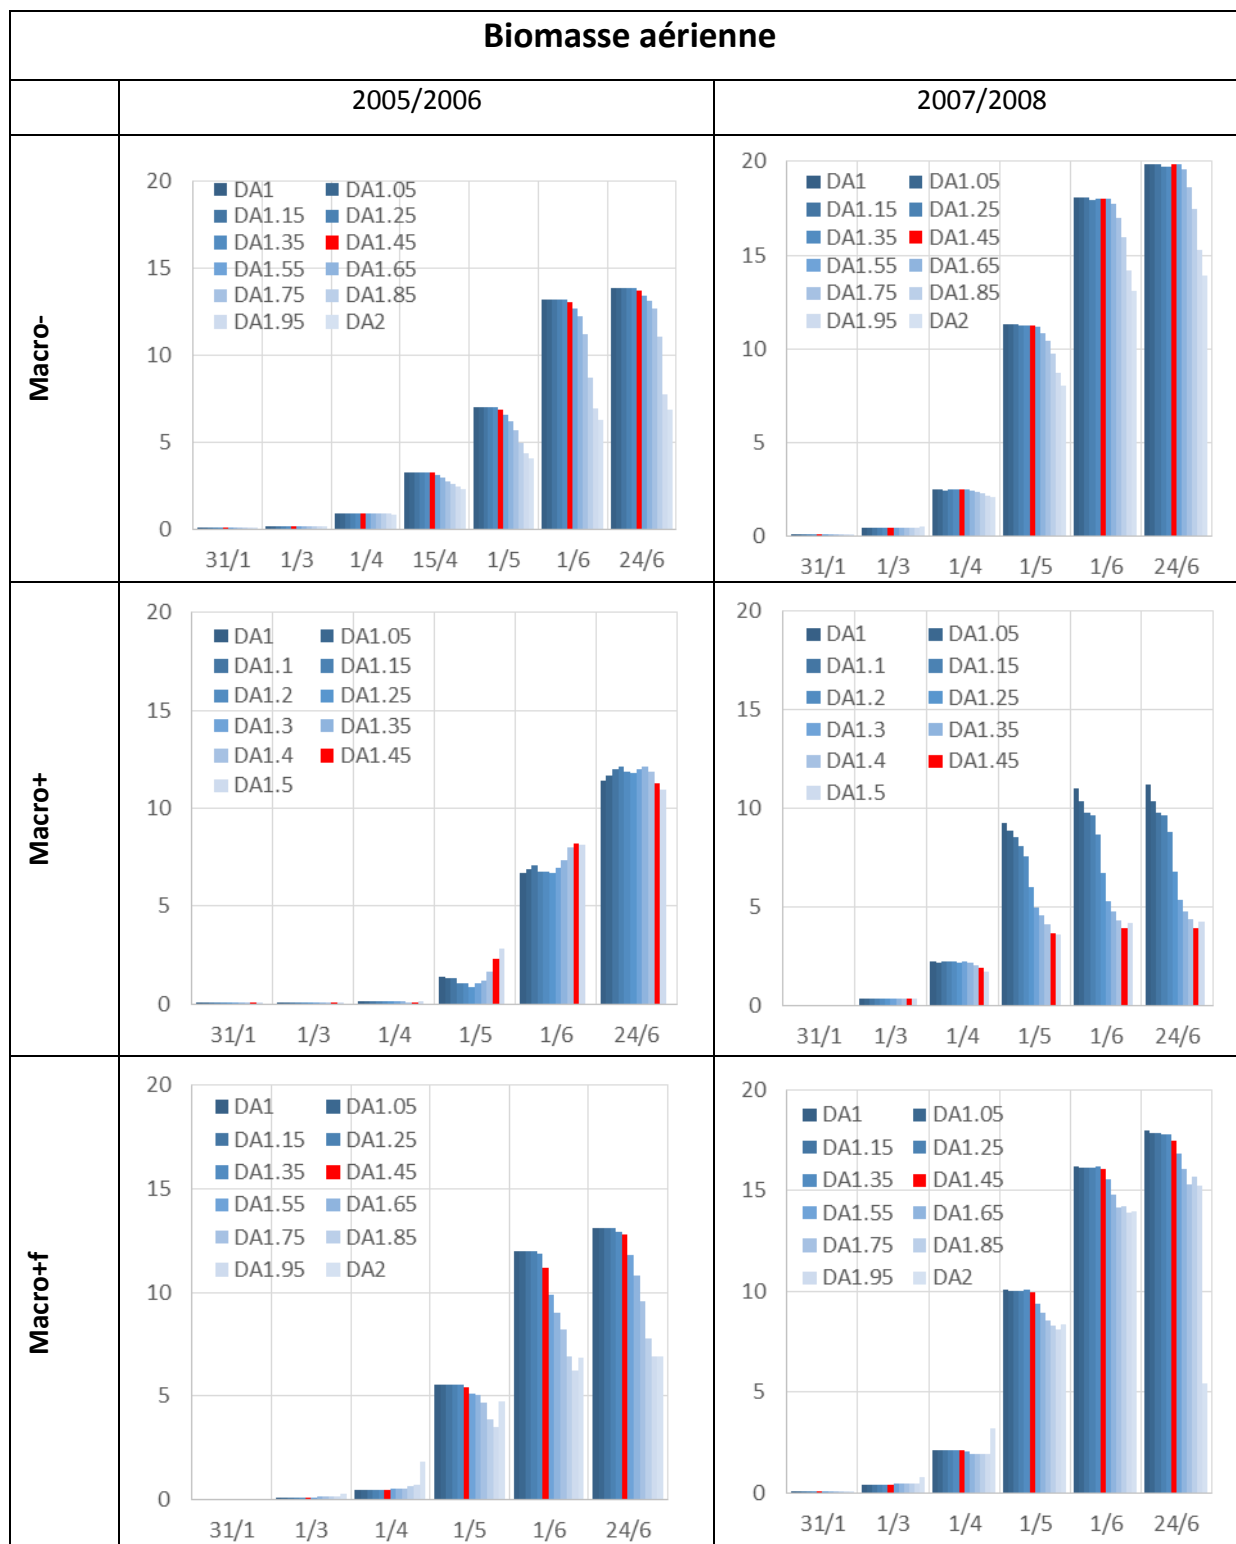 Biomasse aérienne
2005/2006 2007/2008
Macro-
20
15
10
5
0
DA1 DA1.05
DA1.15 DA1.25
DA1.35 DA1.45
DA1.55 DA1.65
DA1.75 DA1.85
DA1.95 DA2
31/1 1/3 1/4 15/4 1/5 1/6 24/6
20
15
10
5
0
DA1 DA1.05
DA1.15 DA1.25
DA1.35 DA1.45
DA1.55 DA1.65
DA1.75 DA1.85
DA1.95 DA2
31/1 1/3 1/4 1/5 1/6 24/6
Macro+
20
15
10
5
0
DA1 DA1.05
DA1.1 DA1.15
DA1.2 DA1.25
DA1.3 DA1.35
DA1.4 DA1.45
DA1.5
31/1 1/3 1/4 1/5 1/6 24/6
20
15
10
5
0
DA1 DA1.05
DA1.1 DA1.15
DA1.2 DA1.25
DA1.3 DA1.35
DA1.4 DA1.45
DA1.5
31/1 1/3 1/4 1/5 1/6 24/6
Macro+f
20
15
10
5
0
DA1 DA1.05
DA1.15 DA1.25
DA1.35 DA1.45
DA1.55 DA1.65
DA1.75 DA1.85
DA1.95 DA2
31/1 1/3 1/4 1/5 1/6 24/6
20
15
10
5
0
DA1 DA1.05
DA1.15 DA1.25
DA1.35 DA1.45
DA1.55 DA1.65
DA1.75 DA1.85
DA1.95 DA2
31/1 1/3 1/4 1/5 1/6 24/6